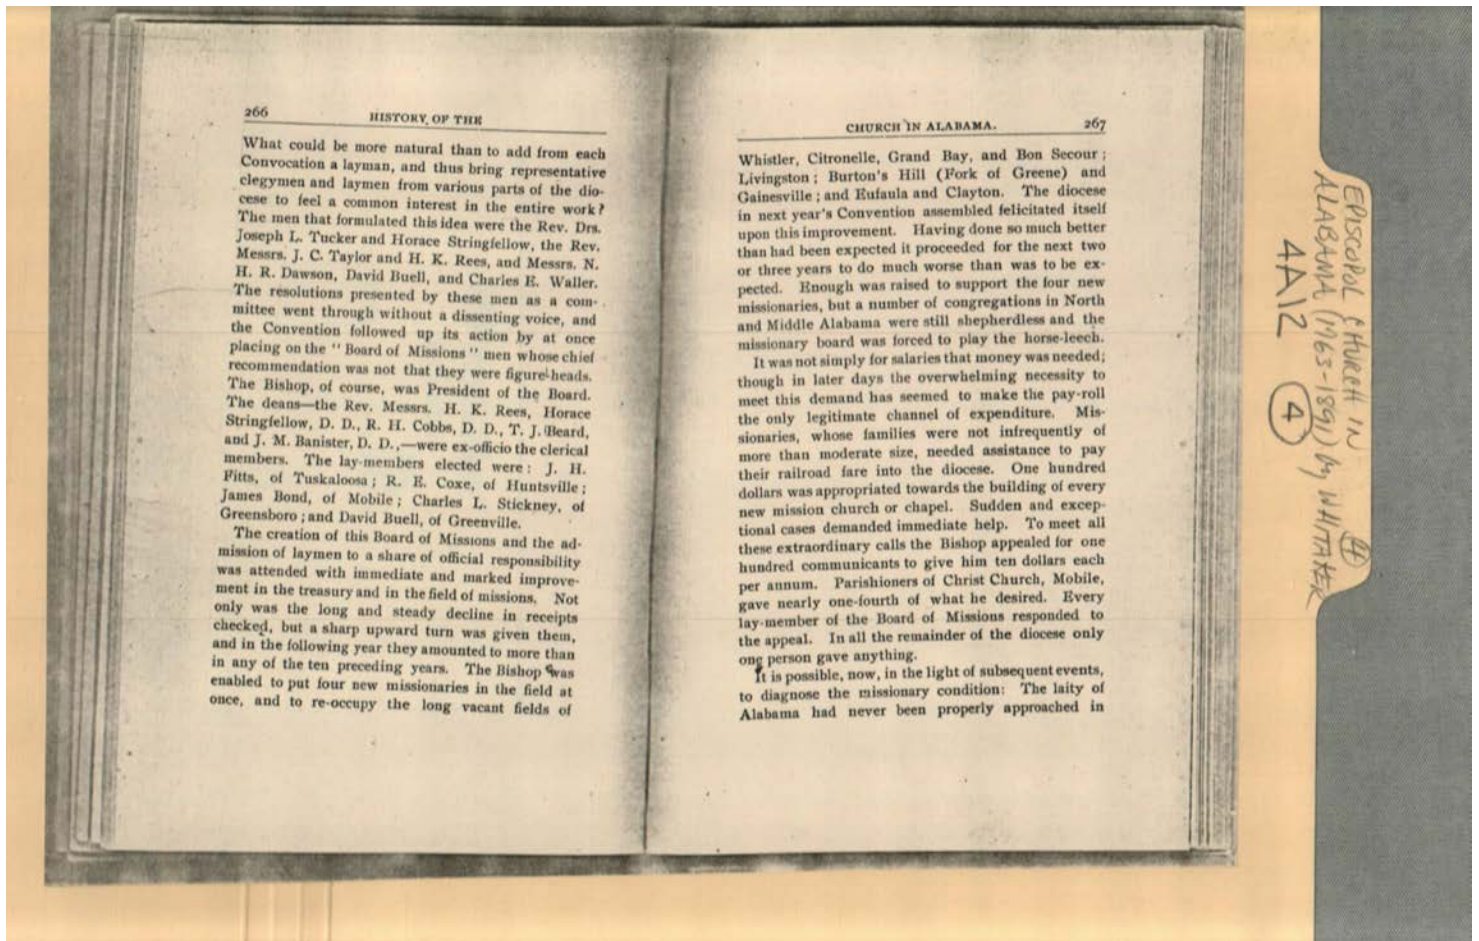 266
HISTORY OF THE
What could be more natural than to add from each
Convocation a layman, and thus bring representative
clegymen and laymen from various parts of the dio-
cese to feel a common interest in the entire work?
The men that formulated this idea were the Rev. Drs.
Joseph L. Tucker and Horace Stringfellow, the Rev.
Messrs. J. C. Taylor and H. K. Rees, and Messrs. N.
H. R. Dawson, David Buell, and Charles E. Waller.
The resolutions presented by these men as a com-
mittee went through without a dissenting voice, and
the Convention followed up its action by at once
placing on the "Board of Missions" men whose chief
recommendation was not that they were figure-heads.
The Bishop, of course, was President of the Board.
The deans—the Rev. Messrs. H. K. Rees, Horace
Stringfellow, D. D., R. H. Cobbs, D. D., T. J. Beard,
and J. M. Banister, D. D.,—were ex-officio the clerical
members. The lay-members elected were: J. H.
Fitts, of Tuskaloosa; R. E. Coxe, of Huntsville;
James Bond, of Mobile; Charles L. Stickney, of
Greensboro; and David Buell, of Greenville.
The creation of this Board of Missions and the ad-
mission of laymen to a share of official responsibility
was attended with immediate and marked improve-
ment in the treasury and in the field of missions. Not
only was the long and steady decline in receipts
checked, but a sharp upward turn was given them,
and in the following year they amounted to more than
in any of the ten preceding years. The Bishop was
enabled to put four new missionaries in the field at
once, and to re-occupy the long vacant fields of
CHURCH IN ALABAMA.
267
Whistler, Citronelle, Grand Bay, and Bon Secour;
Livingston; Burton's Hill (Fork of Greene) and
Gainesville; and Eufaula and Clayton. The diocese
in next year's Convention assembled felicitated itself
upon this improvement. Having done so much better
than had been expected it proceeded for the next two
or three years to do much worse than was to be ex-
pected. Enough was raised to support the four new
missionaries, but a number of congregations in North
and Middle Alabama were still shepherdless and the
missionary board was forced to play the horse-leech.
It was not simply for salaries that money was needed;
though in later days the overwhelming necessity to
meet this demand has seemed to make the pay-roll
the only legitimate channel of expenditure. Mis-
sionaries, whose families were not infrequently of
more than moderate size, needed assistance to pay
their railroad fare into the diocese. One hundred
dollars was appropriated towards the building of every
new mission church or chapel. Sudden and excep-
tional cases demanded immediate help. To meet all
these extraordinary calls the Bishop appealed for one
hundred communicants to give him ten dollars each
per annum. Parishioners of Christ Church, Mobile,
gave nearly one-fourth of what he desired. Every
lay-member of the Board of Missions responded to
the appeal. In all the remainder of the diocese only
one person gave anything.
It is possible, now, in the light of subsequent events,
to diagnose the missionary condition: The laity of
Alabama had never been properly approached in
EPISCOPOL CHURCH IN
ALABAMA (1763-1891) by WHITTAKER
4A12
4